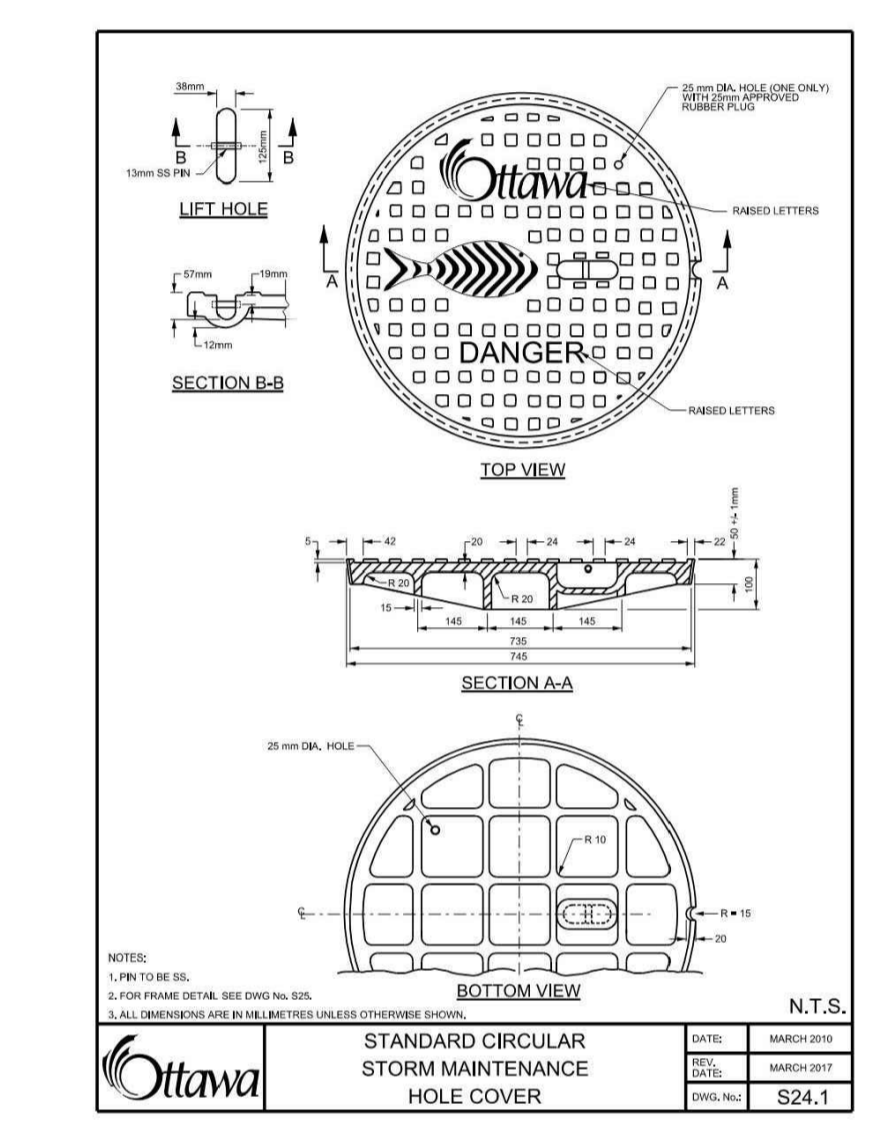 38mm
B
B
125mm
13mm SS PIN
LIFT HOLE
57mm
19mm
12mm
SECTION B-B
25 mm DIA. HOLE (ONE ONLY)
WITH 25mm APPROVED
RUBBER PLUG
Ottawa
RAISED LETTERS
A
A
DANGER
RAISED LETTERS
TOP VIEW
5
42
20
24
24
22
50 +/- 1mm
100
R 20
R 20
15
145
145
145
735
745
SECTION A-A
℄
25 mm DIA. HOLE
R 10
℄
R = 15
20
BOTTOM VIEW
NOTES:
1. PIN TO BE SS.
2. FOR FRAME DETAIL SEE DWG No. S25.
3. ALL DIMENSIONS ARE IN MILLIMETRES UNLESS OTHERWISE SHOWN.
N.T.S.
Ottawa
STANDARD CIRCULAR
STORM MAINTENANCE
HOLE COVER
DATE: MARCH 2010
REV.
DATE: MARCH 2017
DWG. No.: S24.1